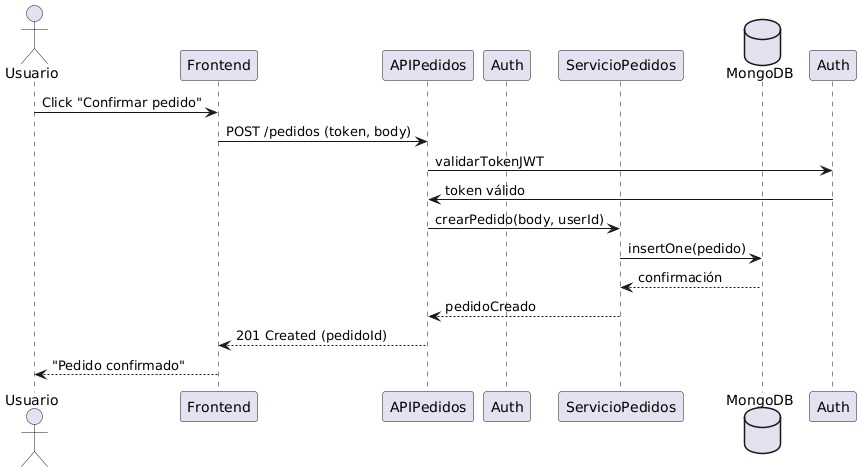 Usuario
Frontend
APIPedidos
Auth
ServicioPedidos
MongoDB
Auth
Click "Confirmar pedido"
POST /pedidos (token, body)
validarTokenJWT
token válido
crearPedido(body, userId)
insertOne(pedido)
confirmación
pedidoCreado
201 Created (pedidoId)
"Pedido confirmado"
Usuario
Frontend
APIPedidos
Auth
ServicioPedidos
MongoDB
Auth